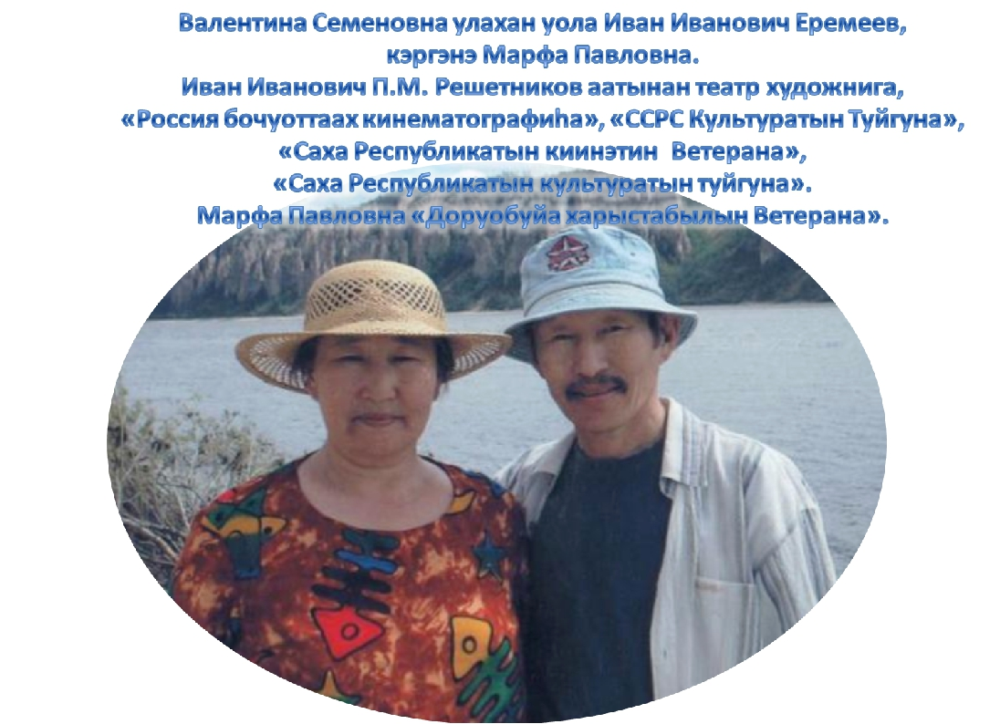 Валентина Семеновна улахан уола Иван Иванович Еремеев,
кэргэнэ Марфа Павловна.
Иван Иванович П.М. Решетников аатынан театр художнига,
«Россия бочуоттаах кинематографиһа», «ССРС Культуратын Туйгуна»,
«Саха Республикатын киинэтин Ветерана»,
«Саха Республикатын культуратын туйгуна».
Марфа Павловна «Доруобуйа харыстабылын Ветерана».